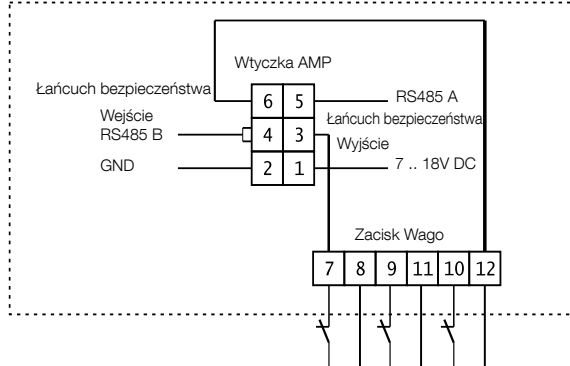 Wtyczka AMP
Łańcuch bezpieczeństwa
Wejście
6 5
RS485 A
RS485 B
4 3
Łańcuch bezpieczeństwa
Wyjście
GND
2 1
7 .. 18V DC
Zacisk Wago
7 8 9 11 10 12